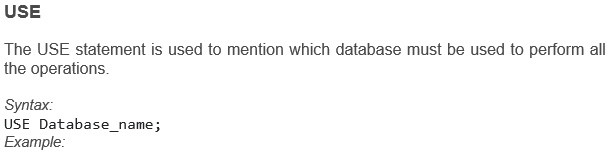 USE
The USE statement is used to mention which database must be used to perform all
the operations.
Syntax:
USE Database_name;
Example: